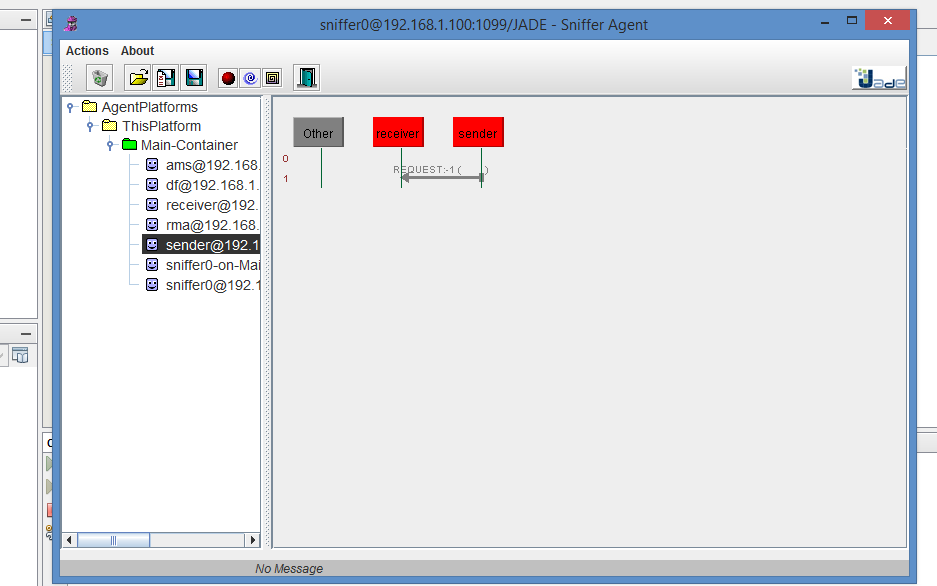 sniffer0@192.168.1.100:1099/JADE - Sniffer Agent
Actions About
Jade
AgentPlatforms
ThisPlatform
Main-Container
ams@192.168.
df@192.168.1.
receiver@192.
rma@192.168.
sender@192.1
sniffer0-on-Mai
sniffer0@192.1
Other receiver sender
0
REQUEST:-1 ( )
1
No Message